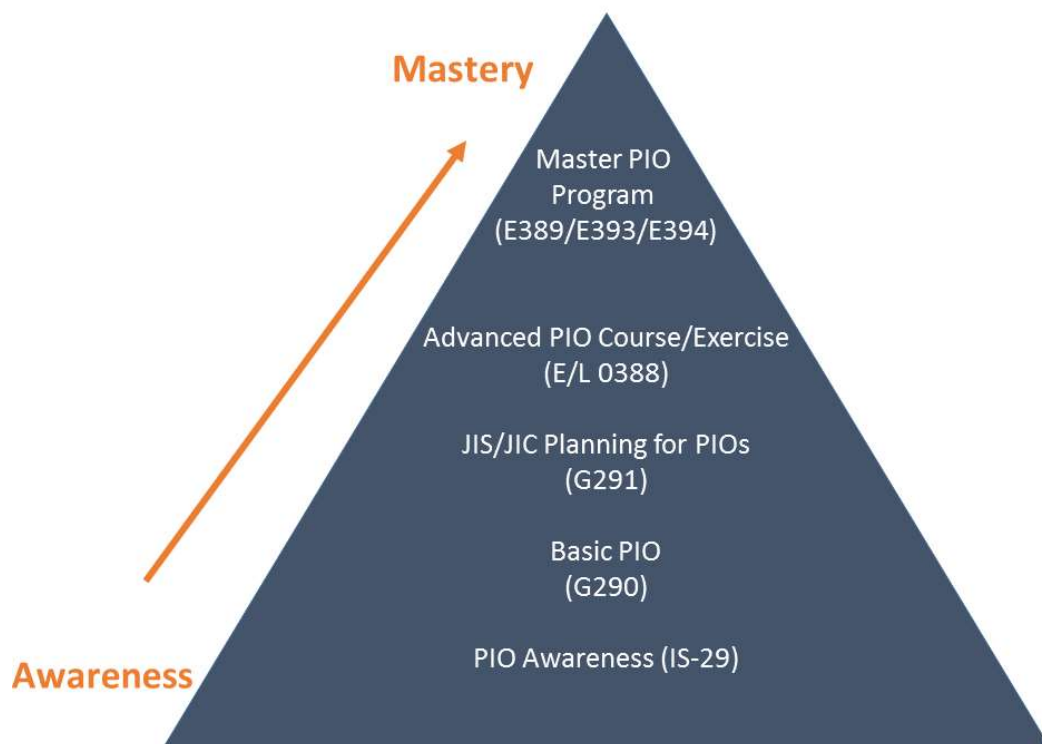 Mastery
Master PIO
Program
(E389/E393/E394)
Advanced PIO Course/Exercise
(E/L 0388)
JIS/JIC Planning for PIOs
(G291)
Basic PIO
(G290)
PIO Awareness (IS-29)
Awareness